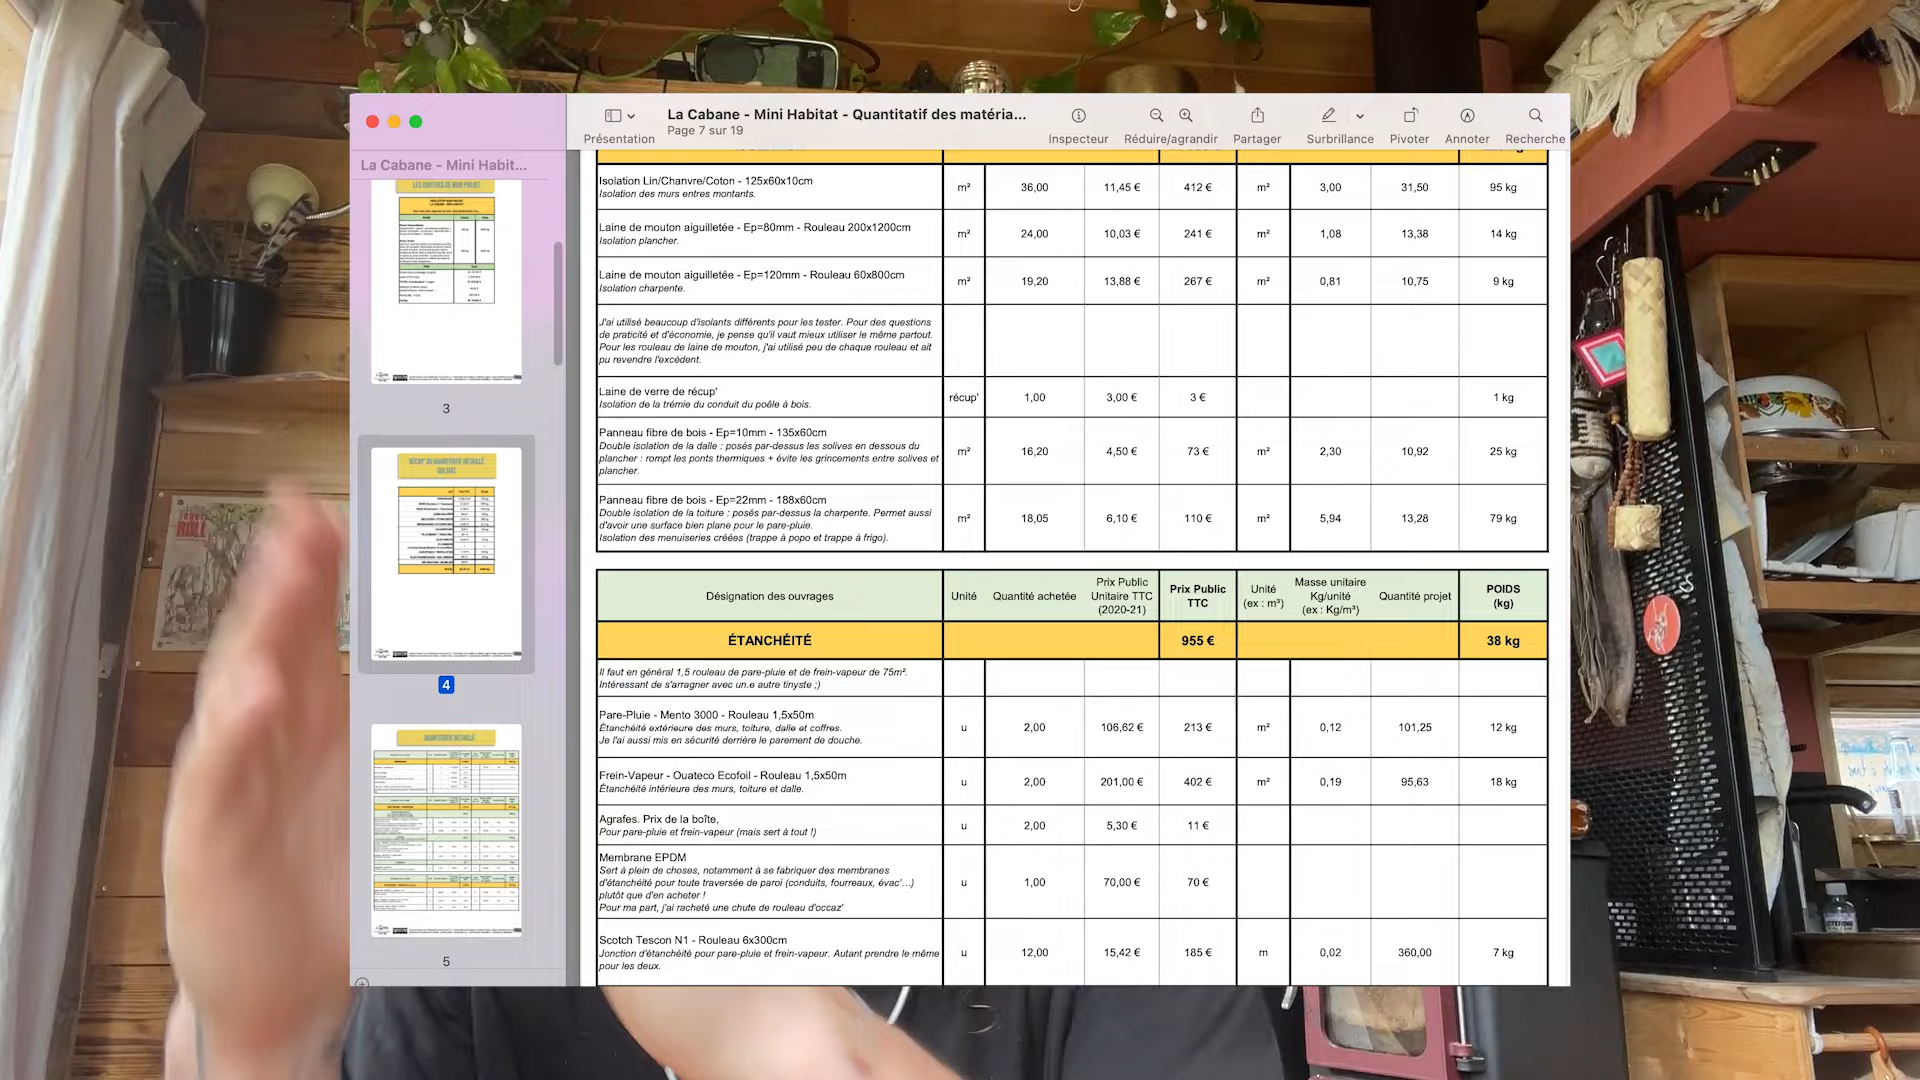 La Cabane - Mini Habitat - Quantitatif des matéria...
Page 7 sur 19
Présentation
Inspecteur
Réduire/agrandir
Partager
Surbrillance
Pivoter
Annoter
Recherche
La Cabane - Mini Habit...
LES CHIFFRES DE MON PROJET
3
4
QUANTITATIF DÉTAILLÉ
5
Isolation Lin/Chanvre/Coton - 125x60x10cm
Isolation des murs entres montants.
m² 36,00 11,45 € 412 € m² 3,00 31,50 95 kg
Laine de mouton aiguilletée - Ep=80mm - Rouleau 200x1200cm
Isolation plancher.
m² 24,00 10,03 € 241 € m² 1,08 13,38 14 kg
Laine de mouton aiguilletée - Ep=120mm - Rouleau 60x800cm
Isolation charpente.
m² 19,20 13,88 € 267 € m² 0,81 10,75 9 kg
J'ai utilisé beaucoup d'isolants différents pour les tester. Pour des questions
de praticité et d'économie, je pense qu'il vaut mieux utiliser le même partout.
Pour les rouleau de laine de mouton, j'ai utilisé peu de chaque rouleau et ait
pu revendre l'excédent.
Laine de verre de récup'
Isolation de la trémie du conduit du poêle à bois.
récup' 1,00 3,00 € 3 € 1 kg
Panneau fibre de bois - Ep=10mm - 135x60cm
Double isolation de la dalle : posés par-dessus les solives en dessous du
plancher : rompt les ponts thermiques + évite les grincements entre solives et
plancher.
m² 16,20 4,50 € 73 € m² 2,30 10,92 25 kg
Panneau fibre de bois - Ep=22mm - 188x60cm
Double isolation de la toiture : posés par-dessus la charpente. Permet aussi
d'avoir une surface bien plane pour le pare-pluie.
Isolation des menuiseries créées (trappe à popo et trappe à frigo).
m² 18,05 6,10 € 110 € m² 5,94 13,28 79 kg
Désignation des ouvrages
Unité
Quantité achetée
Prix Public
Unitaire TTC
(2020-21)
Prix Public
TTC
Unité
(ex : m³)
Masse unitaire
Kg/unité
(ex : Kg/m³)
Quantité projet
POIDS
(kg)
ÉTANCHÉITÉ 955 € 38 kg
Il faut en général 1,5 rouleau de pare-pluie et de frein-vapeur de 75m².
Intéressant de s'arragner avec un.e autre tinyste ;)
Pare-Pluie - Mento 3000 - Rouleau 1,5x50m
Étanchéité extérieure des murs, toiture, dalle et coffres.
Je l'ai aussi mis en sécurité derrière le parement de douche.
u 2,00 106,62 € 213 € m² 0,12 101,25 12 kg
Frein-Vapeur - Ouateco Ecofoil - Rouleau 1,5x50m
Étanchéité intérieure des murs, toiture et dalle.
u 2,00 201,00 € 402 € m² 0,19 95,63 18 kg
Agrafes. Prix de la boîte,
Pour pare-pluie et frein-vapeur (mais sert à tout !)
u 2,00 5,30 € 11 €
Membrane EPDM
Sert à plein de choses, notamment à se fabriquer des membranes
d'étanchéité pour toute traversée de paroi (conduits, fourreaux, évac'...)
plutôt que d'en acheter !
Pour ma part, j'ai racheté une chute de rouleau d'occaz'
u 1,00 70,00 € 70 €
Scotch Tescon N1 - Rouleau 6x300cm
Jonction d'étanchéité pour pare-pluie et frein-vapeur. Autant prendre le même
pour les deux.
u 12,00 15,42 € 185 € m 0,02 360,00 7 kg